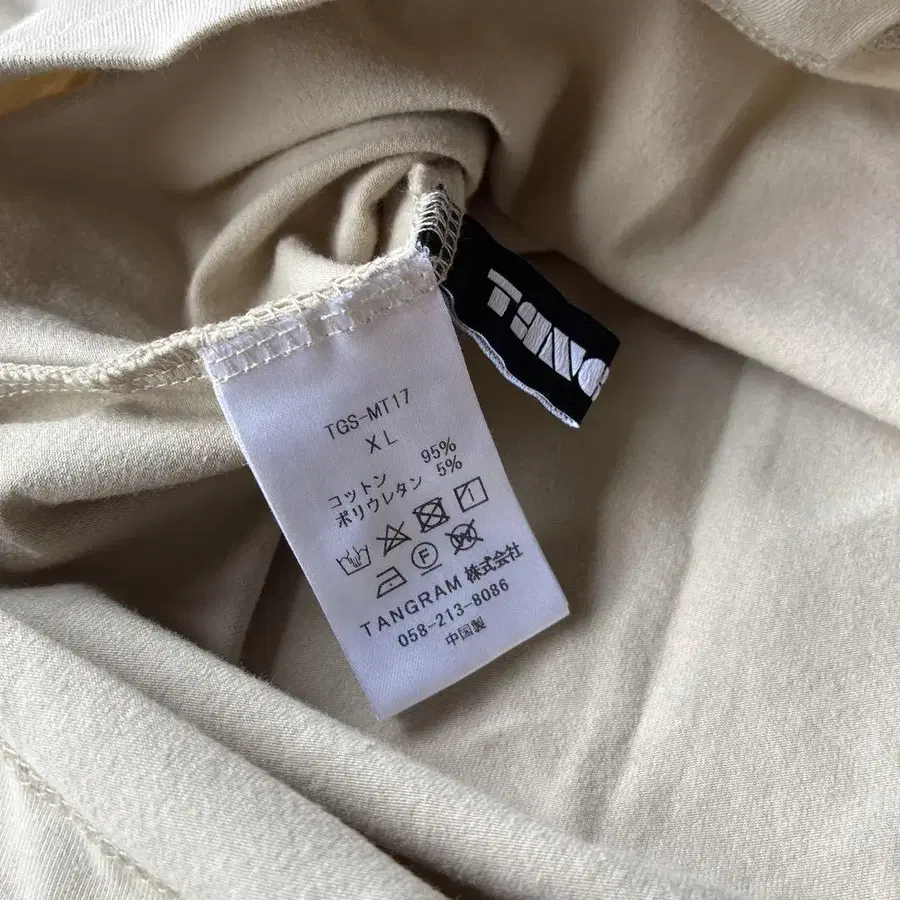 TGS-MT17
XL
コットン 95%
ポリウレタン 5%
F W
TANGRAM 株式会社
058-213-8086
中国製